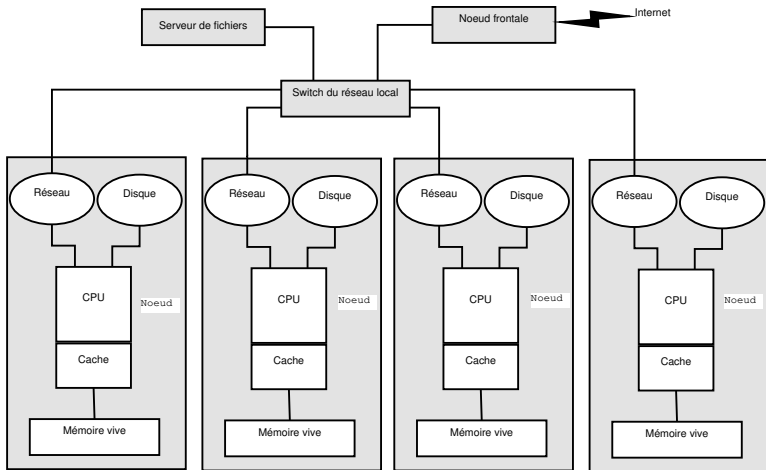 Serveur de fichiers
Noeud frontale
Internet
Switch du réseau local
Réseau
Disque
CPU
Noeud
Cache
Mémoire vive
Réseau
Disque
CPU
Noeud
Cache
Mémoire vive
Réseau
Disque
CPU
Noeud
Cache
Mémoire vive
Réseau
Disque
CPU
Noeud
Cache
Mémoire vive